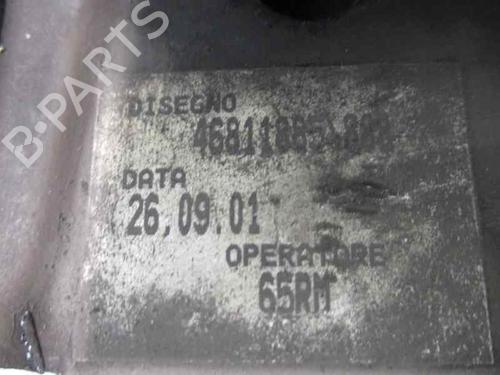 B-PARTS
DISEGNO
DATA
26,09.01
OPERATORE
65RM